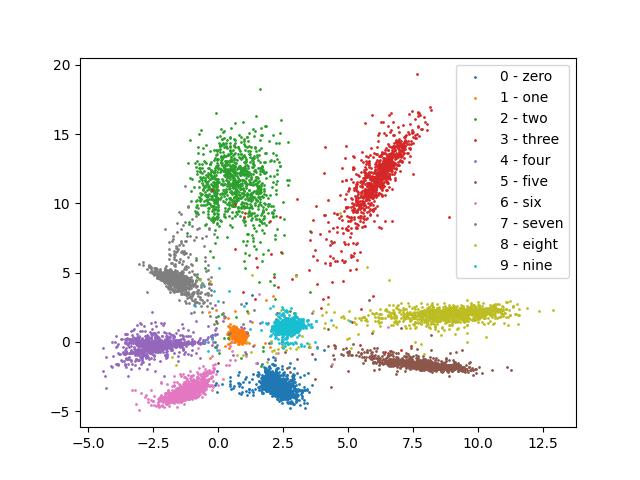 20
15
10
5
0
−5
−5.0
−2.5
0.0
2.5
5.0
7.5
10.0
12.5
0 - zero
1 - one
2 - two
3 - three
4 - four
5 - five
6 - six
7 - seven
8 - eight
9 - nine